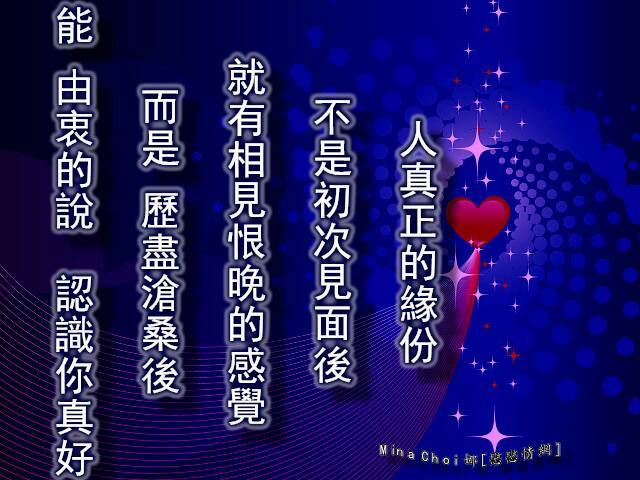 人真正的緣份
不是初次見面後
就有相見恨晚的感覺
而是 歷盡滄桑後
能 由衷的說 認識你真好
Mina Choi 娜[戀戀情網]